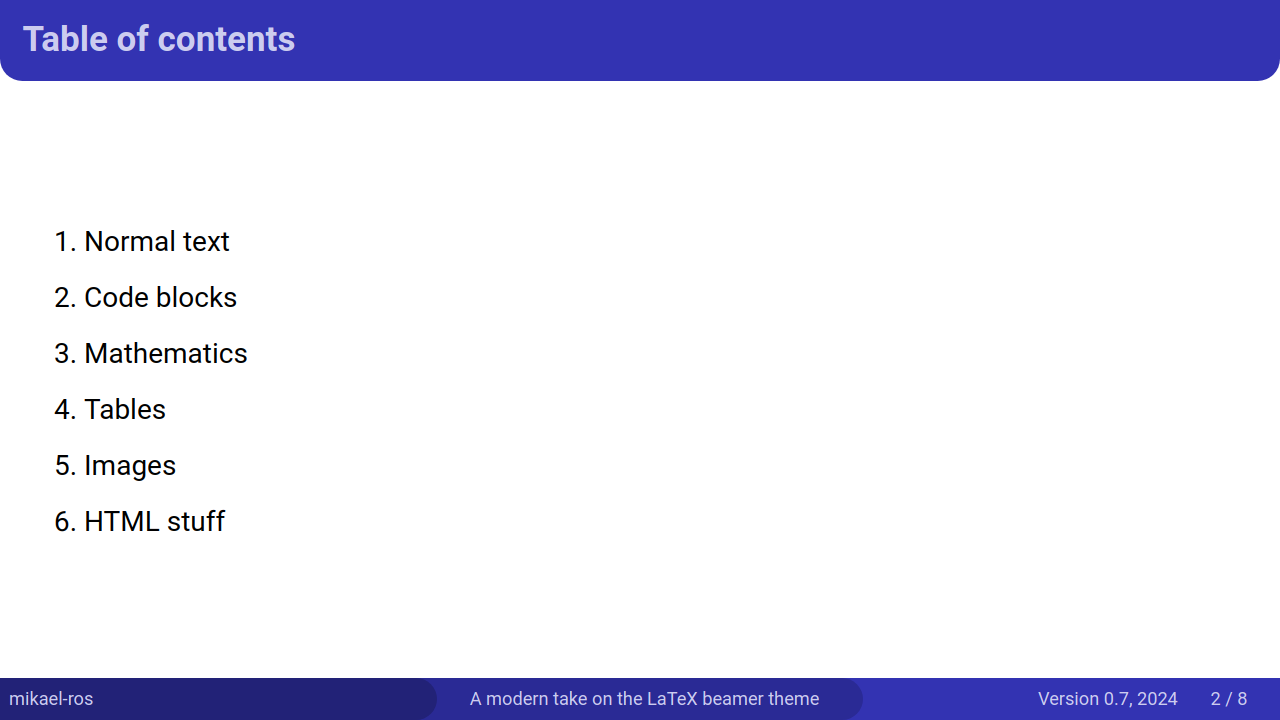 Table of contents
1. Normal text
2. Code blocks
3. Mathematics
4. Tables
5. Images
6. HTML stuff
mikael-ros A modern take on the LaTeX beamer theme Version 0.7, 2024 2 / 8